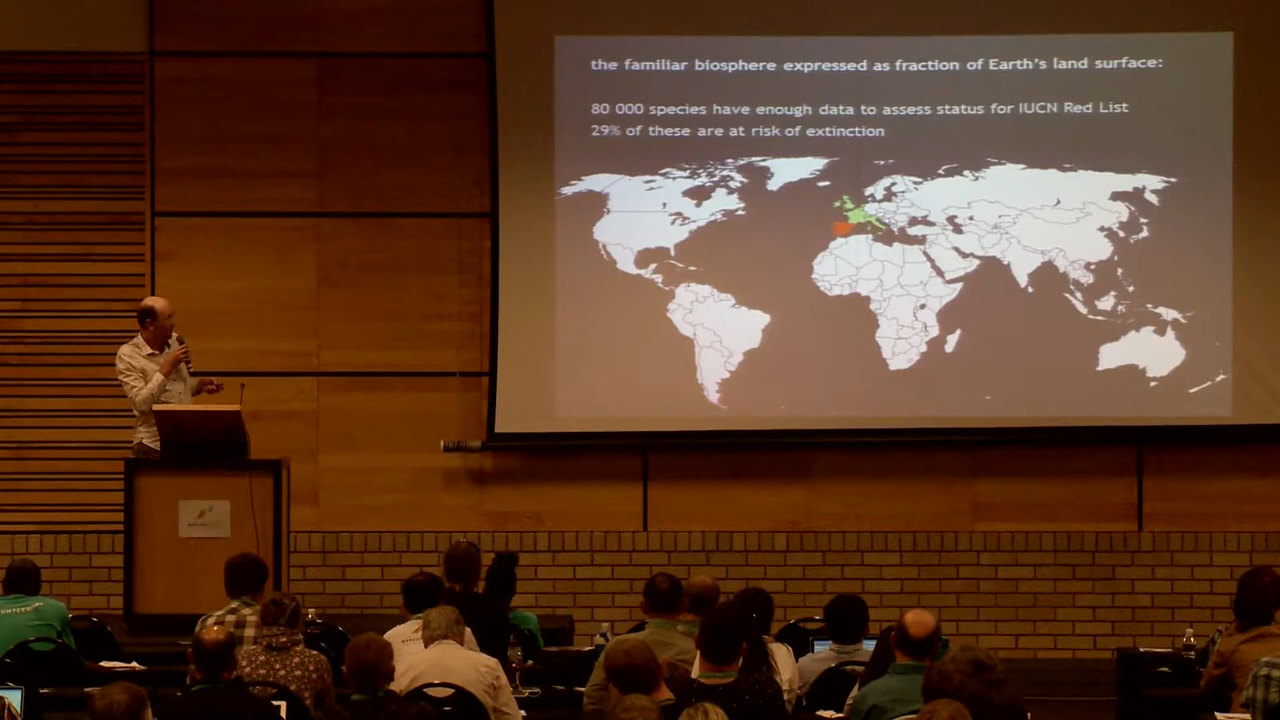 the familiar biosphere expressed as fraction of Earth's land surface:
80 000 species have enough data to assess status for IUCN Red List
29% of these are at risk of extinction